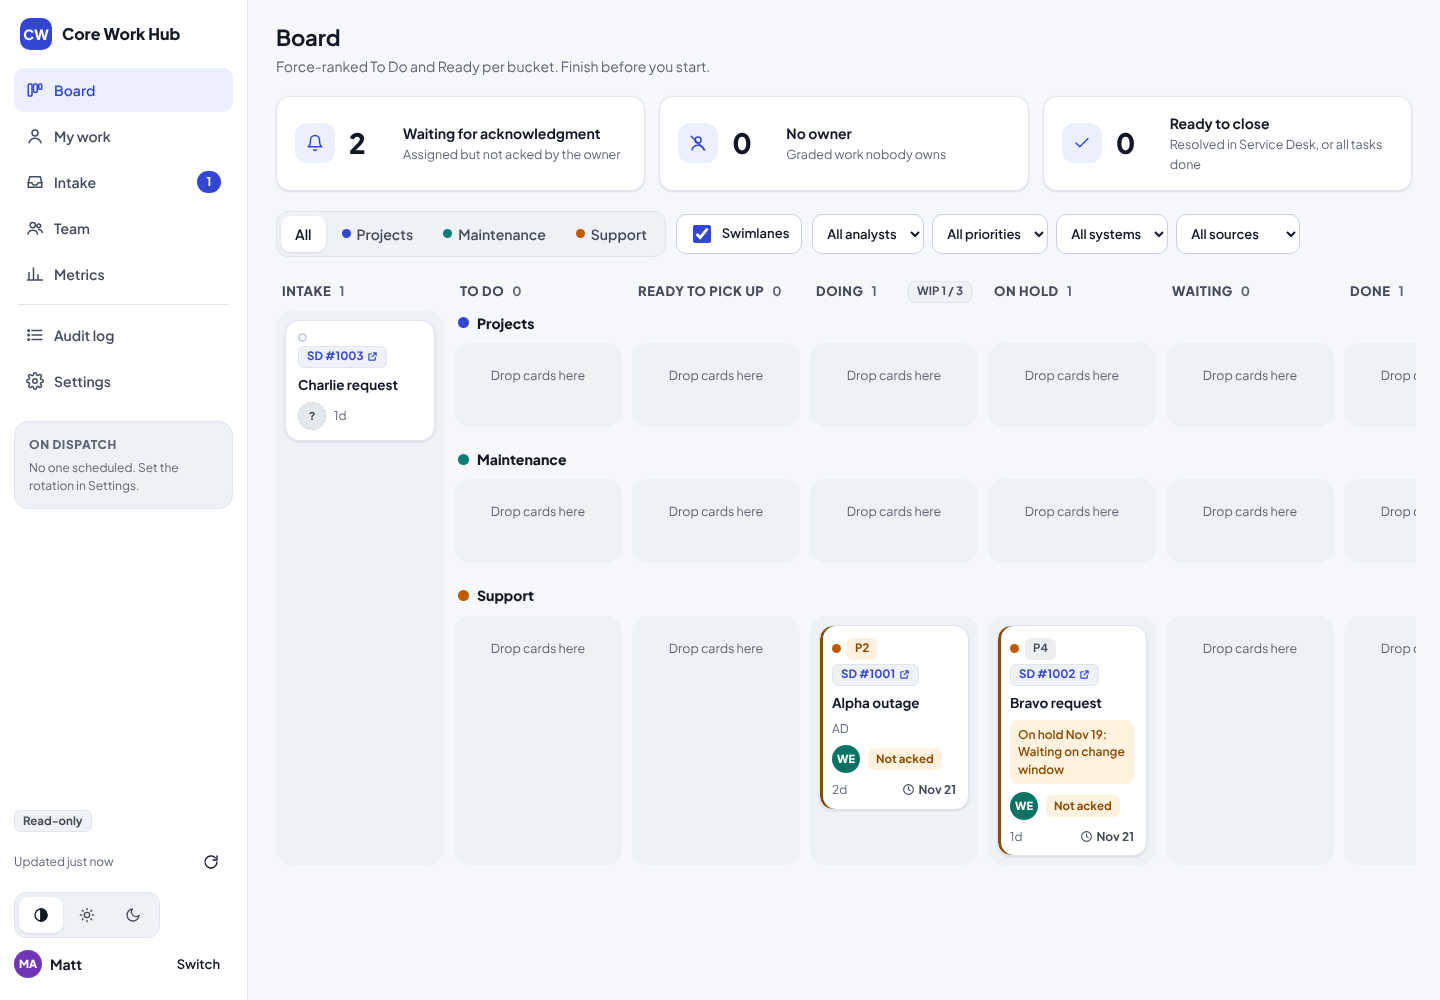 CW Core Work Hub
Board
My work
Intake 1
Team
Metrics
Audit log
Settings
ON DISPATCH
No one scheduled. Set the
rotation in Settings.
Read-only
Updated just now
MA Matt Switch
Board
Force-ranked To Do and Ready per bucket. Finish before you start.
2 Waiting for acknowledgment
Assigned but not acked by the owner
0 No owner
Graded work nobody owns
0 Ready to close
Resolved in Service Desk, or all tasks
done
All Projects Maintenance Support Swimlanes All analysts All priorities All systems All sources
INTAKE 1 TO DO 0 READY TO PICK UP 0 DOING 1 WIP 1 / 3 ON HOLD 1 WAITING 0 DONE 1
SD #1003
Charlie request
? 1d
Projects
Drop cards here Drop cards here Drop cards here Drop cards here Drop cards here Drop c
Maintenance
Drop cards here Drop cards here Drop cards here Drop cards here Drop cards here Drop c
Support
Drop cards here Drop cards here
P2
SD #1001
Alpha outage
AD
WE Not acked
2d Nov 21
P4
SD #1002
Bravo request
On hold Nov 19:
Waiting on change
window
WE Not acked
1d Nov 21
Drop cards here Drop c